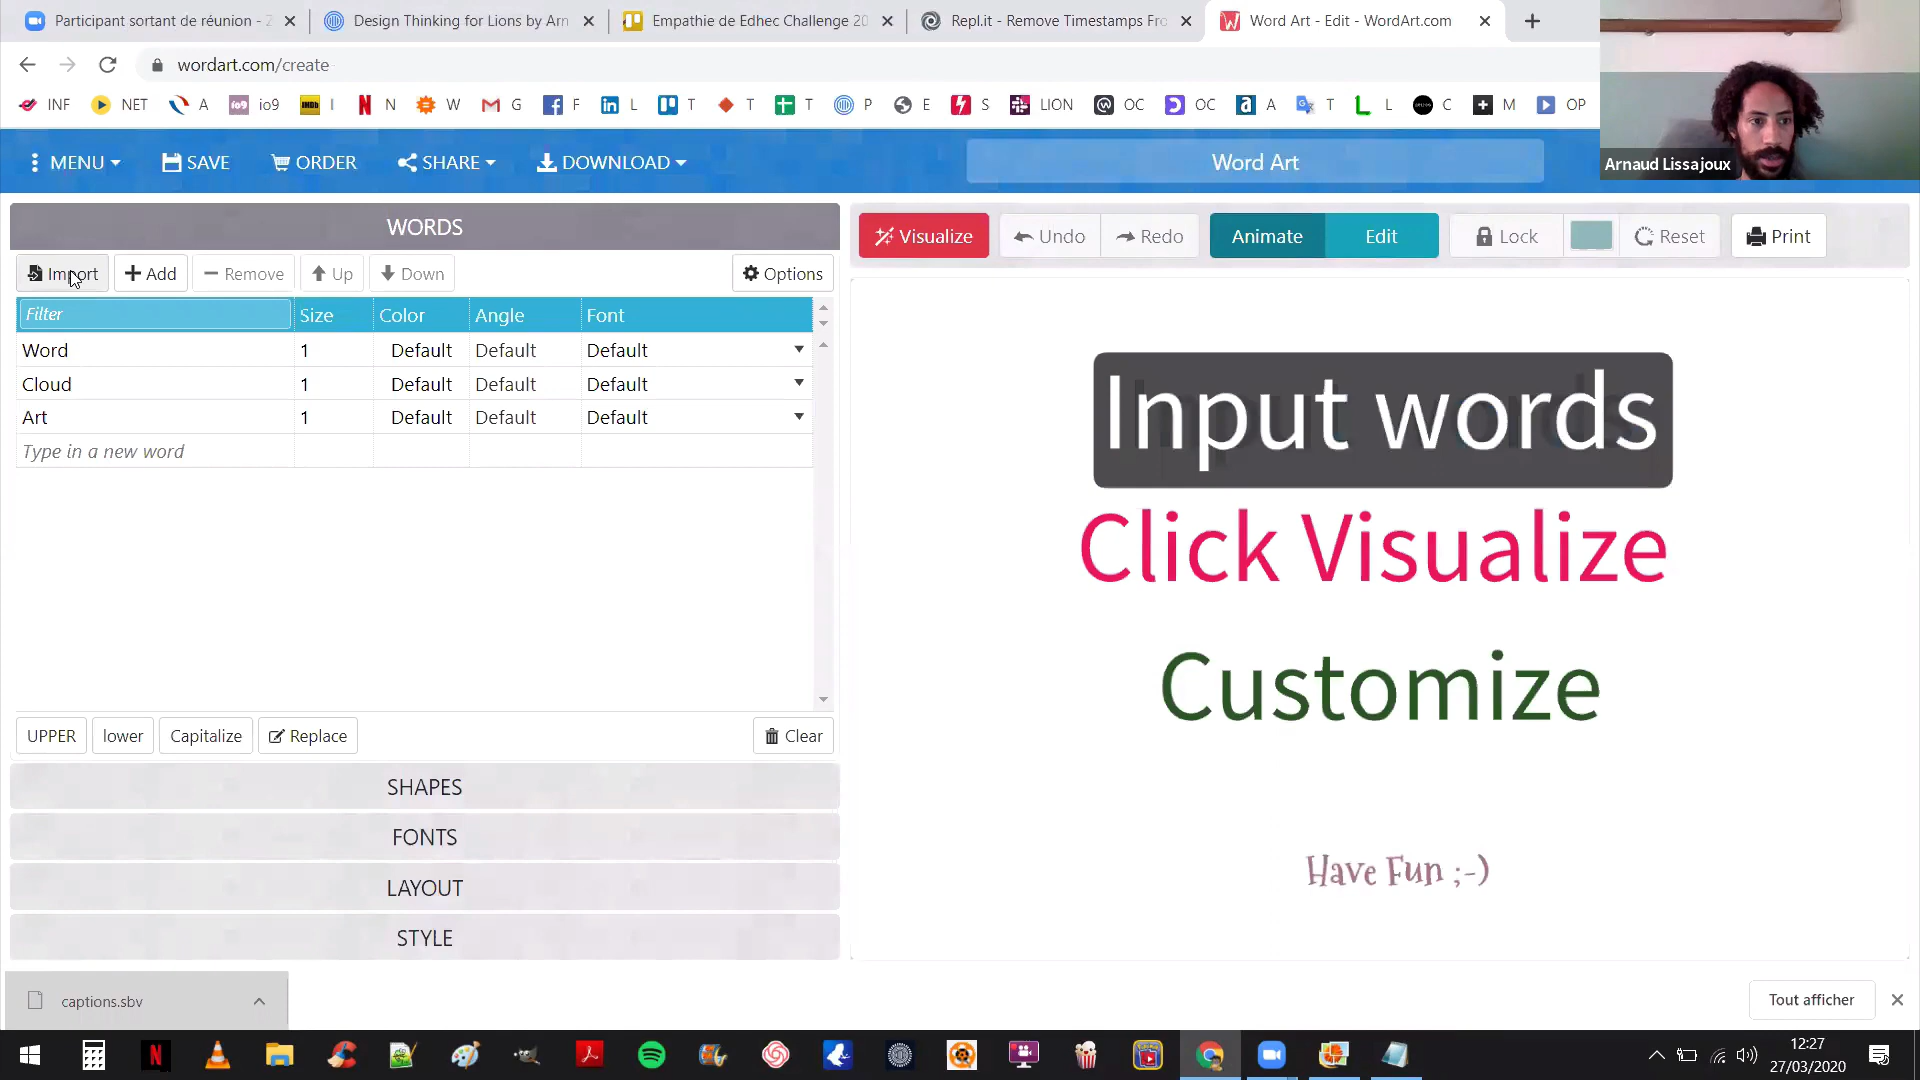 Participant sortant de réunion - Z
Design Thinking for Lions by Arn
Empathie de Edhec Challenge 20
Repl.it - Remove Timestamps Fro
Word Art - Edit - WordArt.com
wordart.com/create
INF NET A io9 I N W G F L T T T P E S LION OC OC A T L C M OP
Arnaud Lissajoux
MENU SAVE ORDER SHARE DOWNLOAD
Word Art
WORDS
Visualize Undo Redo Animate Edit Lock Reset Print
Import Add Remove Up Down Options
Filter Size Color Angle Font
Word 1 Default Default Default
Cloud 1 Default Default Default
Art 1 Default Default Default
Type in a new word
Input words
Click Visualize
Customize
Have Fun ;-)
UPPER lower Capitalize Replace Clear
SHAPES
FONTS
LAYOUT
STYLE
captions.sbv
Tout afficher
12:27
27/03/2020